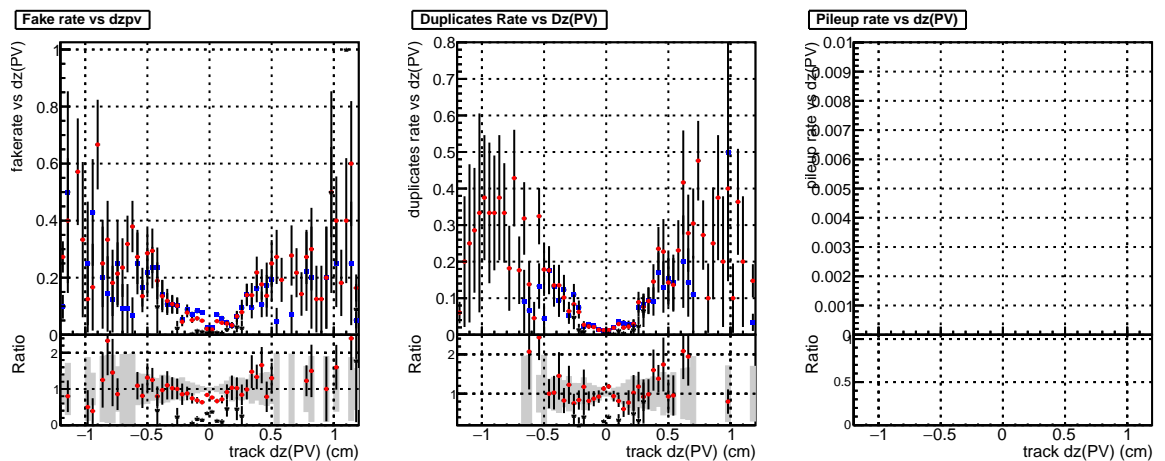 Fake rate vs dzpv
fakerate vs dz(PV)
1
0.8
0.6
0.4
0.2
0
Ratio
2
1
0
−1 −0.5 0 0.5 1
track dz(PV) (cm)
Duplicates Rate vs Dz(PV)
duplicates rate vs dz(PV)
0.8
0.7
0.6
0.5
0.4
0.3
0.2
0.1
0
Ratio
2
1
−1 −0.5 0 0.5 1
track dz(PV) (cm)
Pileup rate vs dz(PV)
pileup rate vs dz(PV)
0.01
0.009
0.008
0.007
0.006
0.005
0.004
0.003
0.002
0.001
0
Ratio
1
0.5
0
−1 −0.5 0 0.5 1
track dz(PV) (cm)